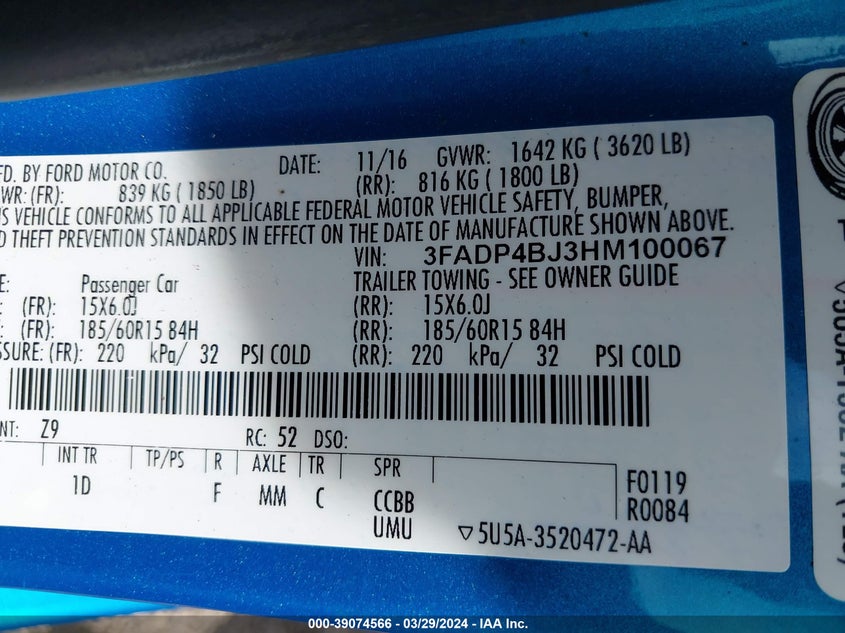 FD. BY FORD MOTOR CO. DATE: 11/16 GVWR: 1642 KG ( 3620 LB)
WR: (FR): 839 KG ( 1850 LB) (RR): 816 KG ( 1800 LB)
IS VEHICLE CONFORMS TO ALL APPLICABLE FEDERAL MOTOR VEHICLE SAFETY, BUMPER,
D THEFT PREVENTION STANDARDS IN EFFECT ON THE DATE OF MANUFACTURE SHOWN ABOVE.
VIN: 3FADP4BJ3HM100067
E: Passenger Car TRAILER TOWING - SEE OWNER GUIDE
(FR): 15X6.0J (RR): 15X6.0J
(FR): 185/60R15 84H (RR): 185/60R15 84H
SSURE: (FR): 220 kPa/ 32 PSI COLD (RR): 220 kPa/ 32 PSI COLD
NT: Z9 RC: 52 DSO:
INT TR TP/PS R AXLE TR SPR
1D F MM C CCBB
UMU
F0119
R0084
▽5U5A-3520472-AA
000-39074566 - 03/29/2024 - IAA Inc.